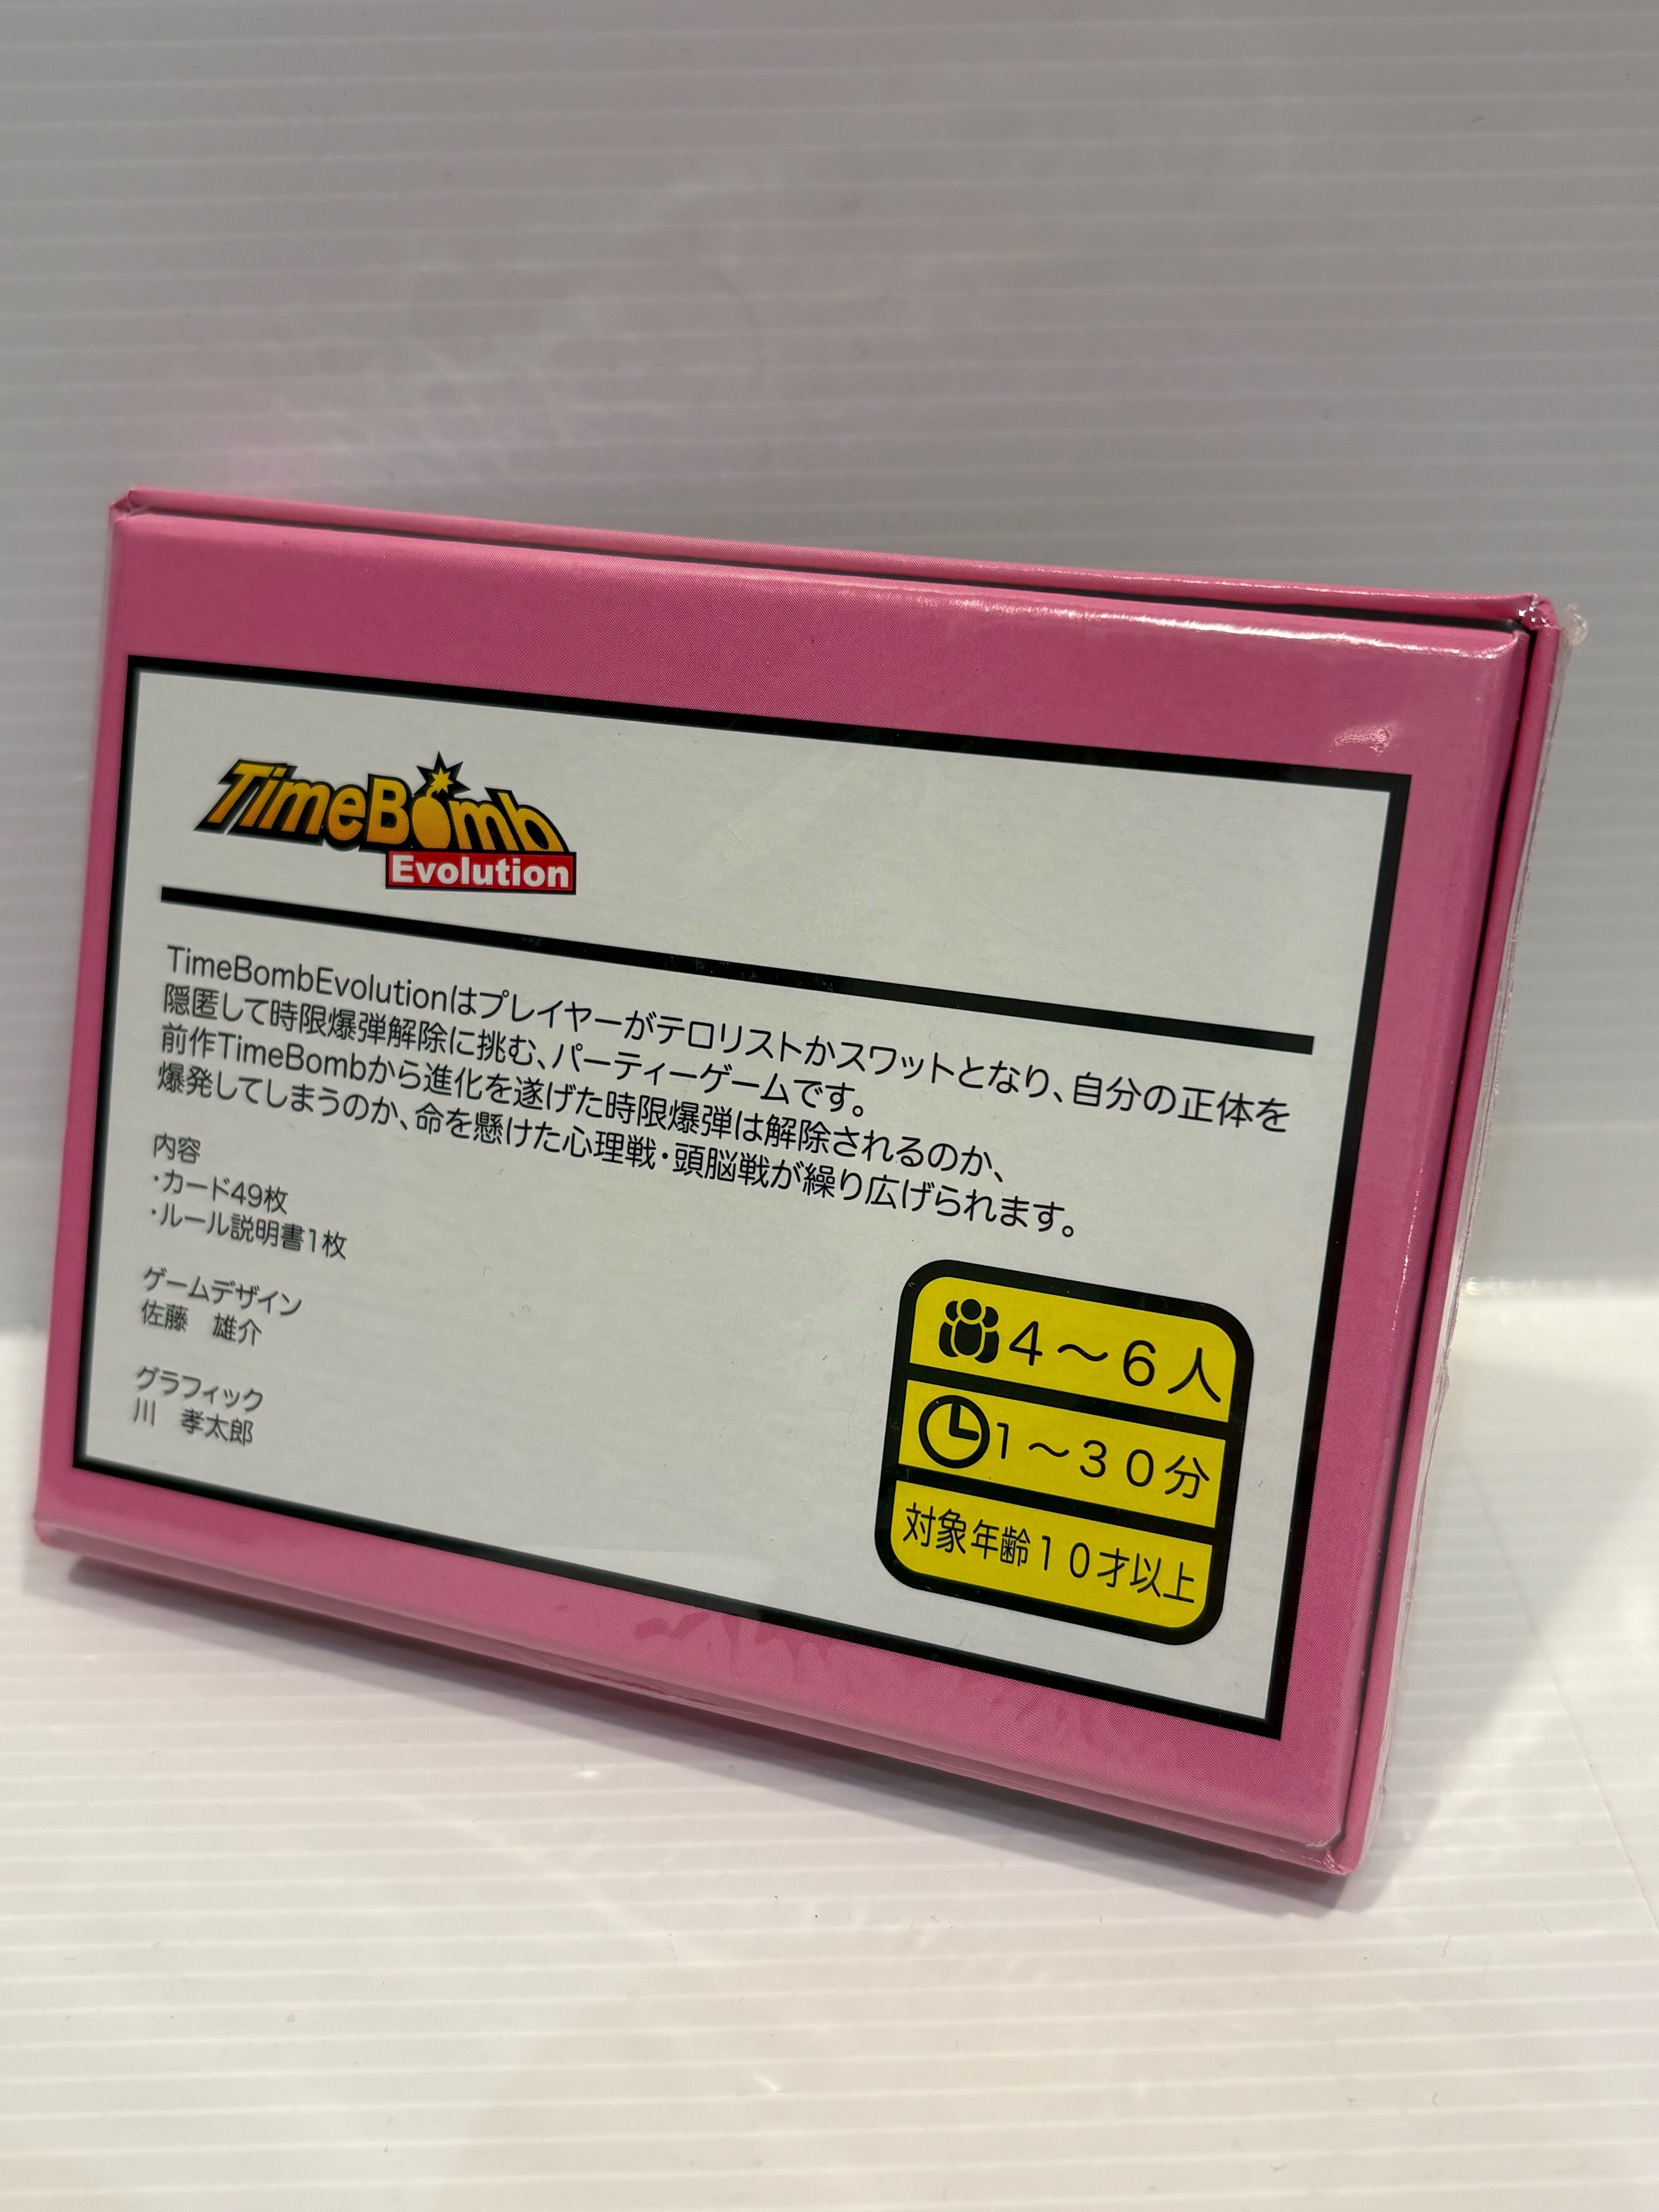 TimeBomb
Evolution
TimeBombEvolutionはプレイヤーがテロリストかスワットとなり、自分の正体を
隠匿して時限爆弾解除に挑む、パーティーゲームです。
前作TimeBombから進化を遂げた時限爆弾は解除されるのか、
爆発してしまうのか、命を懸けた心理戦・頭脳戦が繰り広げられます。
内容
・カード49枚
・ルール説明書1枚
ゲームデザイン
佐藤　雄介
グラフィック
川　孝太郎
４～６人
１～３０分
対象年齢１０才以上